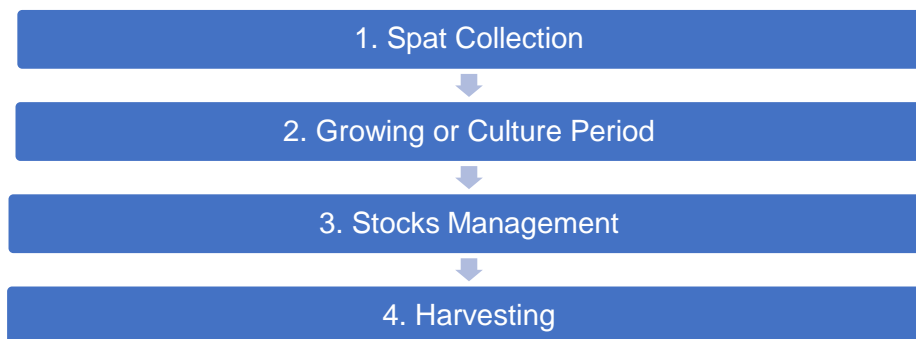 1. Spat Collection
2. Growing or Culture Period
3. Stocks Management
4. Harvesting